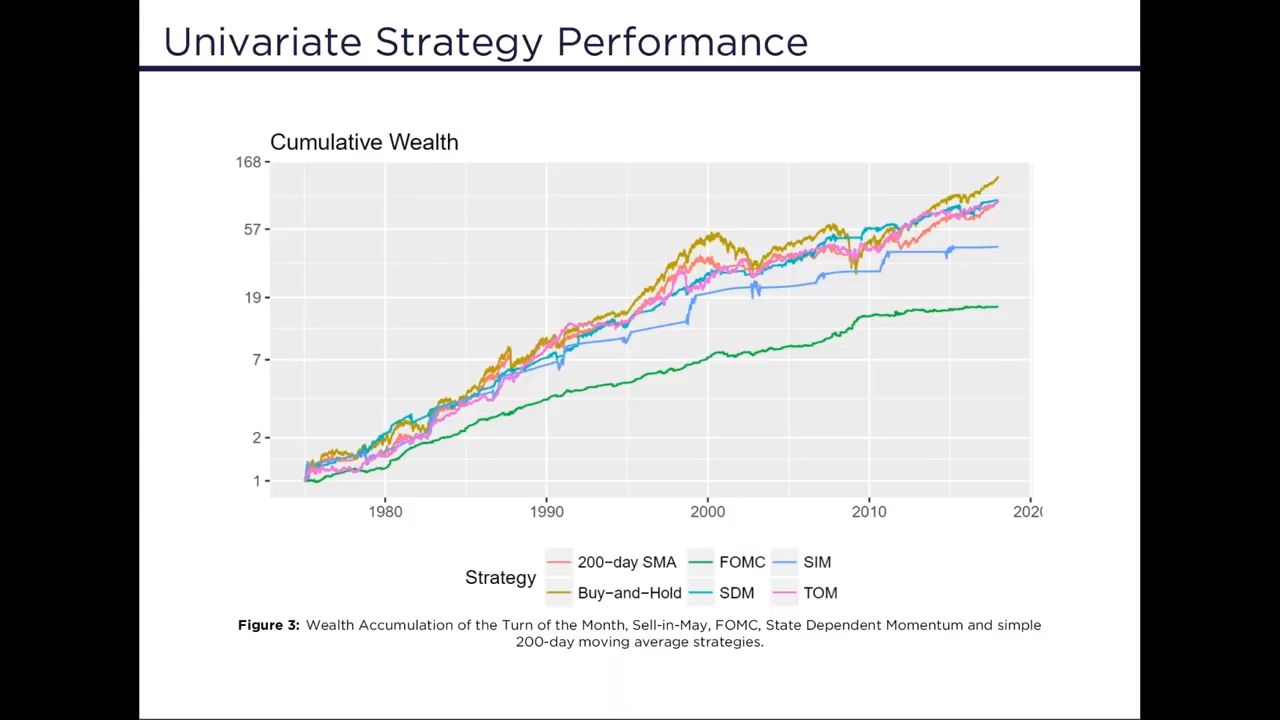 Univariate Strategy Performance
Cumulative Wealth
168
57
19
7
2
1
1980 1990 2000 2010 202
Strategy
200−day SMA FOMC SIM
Buy−and−Hold SDM TOM
Figure 3: Wealth Accumulation of the Turn of the Month, Sell-in-May, FOMC, State Dependent Momentum and simple
200-day moving average strategies.